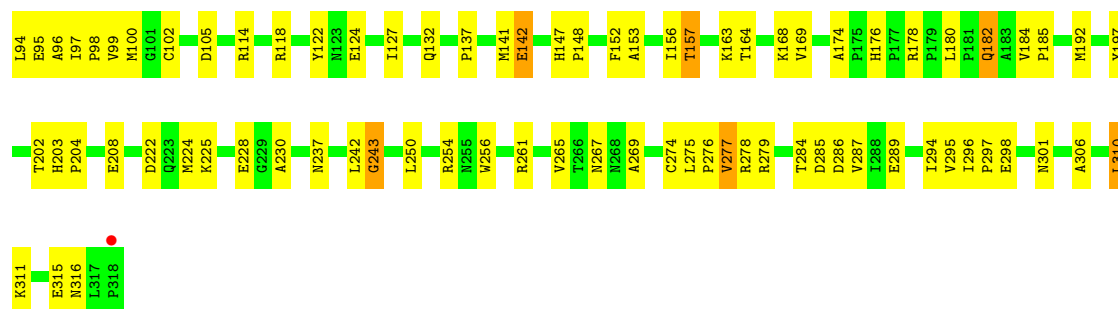 L94 E95 A96 I97 P98 V99 M100 G101 C102 D105 R114 R118 Y122 N123 E124 I127 Q132 P137 M141 E142 H147 P148 F152 A153 I156 T157 K163 T164 K168 V169 A174 P175 H176 P177 R178 P179 L180 P181 Q182 A183 V184 P185 M192 Y197
T202 H203 P204 E208 D222 Q223 M224 K225 E228 G229 A230 N237 L242 G243 L250 R254 N255 W256 R261 V265 T266 N267 N268 A269 C274 L275 P276 V277 R278 R279 T284 D285 D286 V287 I288 E289 I294 V295 I296 P297 E298 N301 A306 L310
K311 E315 N316 L317 P318